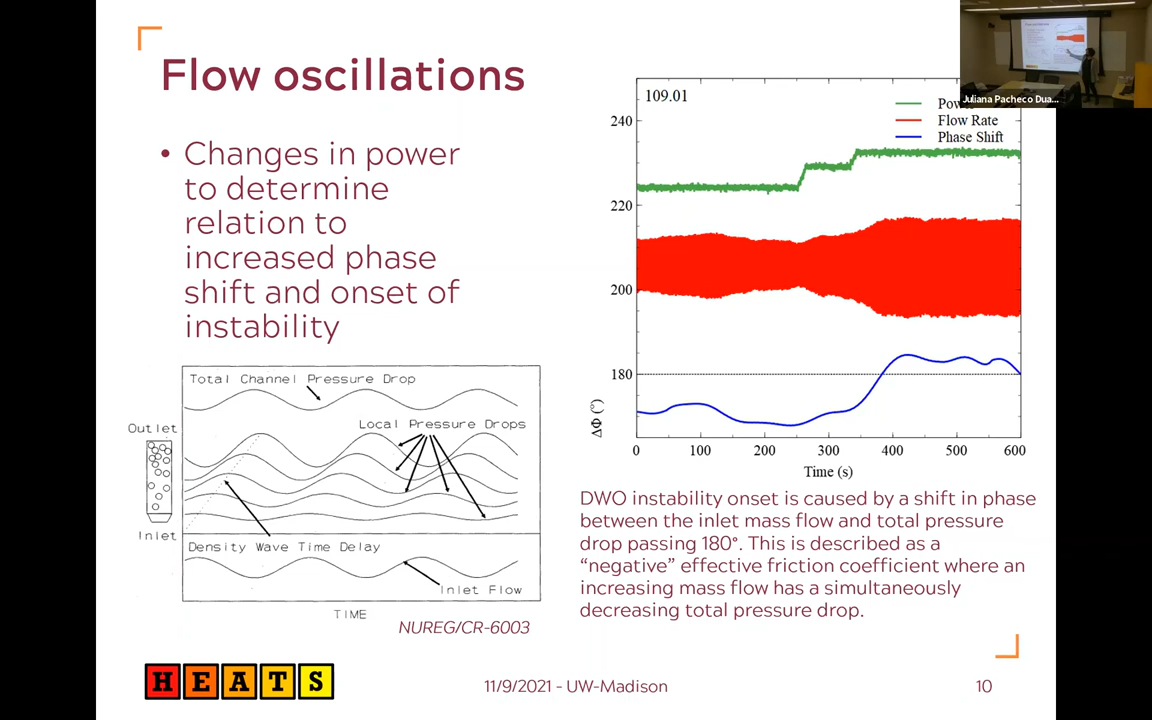 Flow oscillations
• Changes in power
to determine
relation to
increased phase
shift and onset of
instability
Total Channel Pressure Drop
Outlet
Local Pressure Drops
Inlet
Density Wave Time Delay
Inlet Flow
TIME
NUREG/CR-6003
Juliana Pacheco Dua...
109.01
Flow Rate
Phase Shift
240
220
200
180
ΔΦ (°)
0 100 200 300 400 500 600
Time (s)
DWO instability onset is caused by a shift in phase
between the inlet mass flow and total pressure
drop passing 180°. This is described as a
“negative” effective friction coefficient where an
increasing mass flow has a simultaneously
decreasing total pressure drop.
HEATS
11/9/2021 - UW-Madison
10